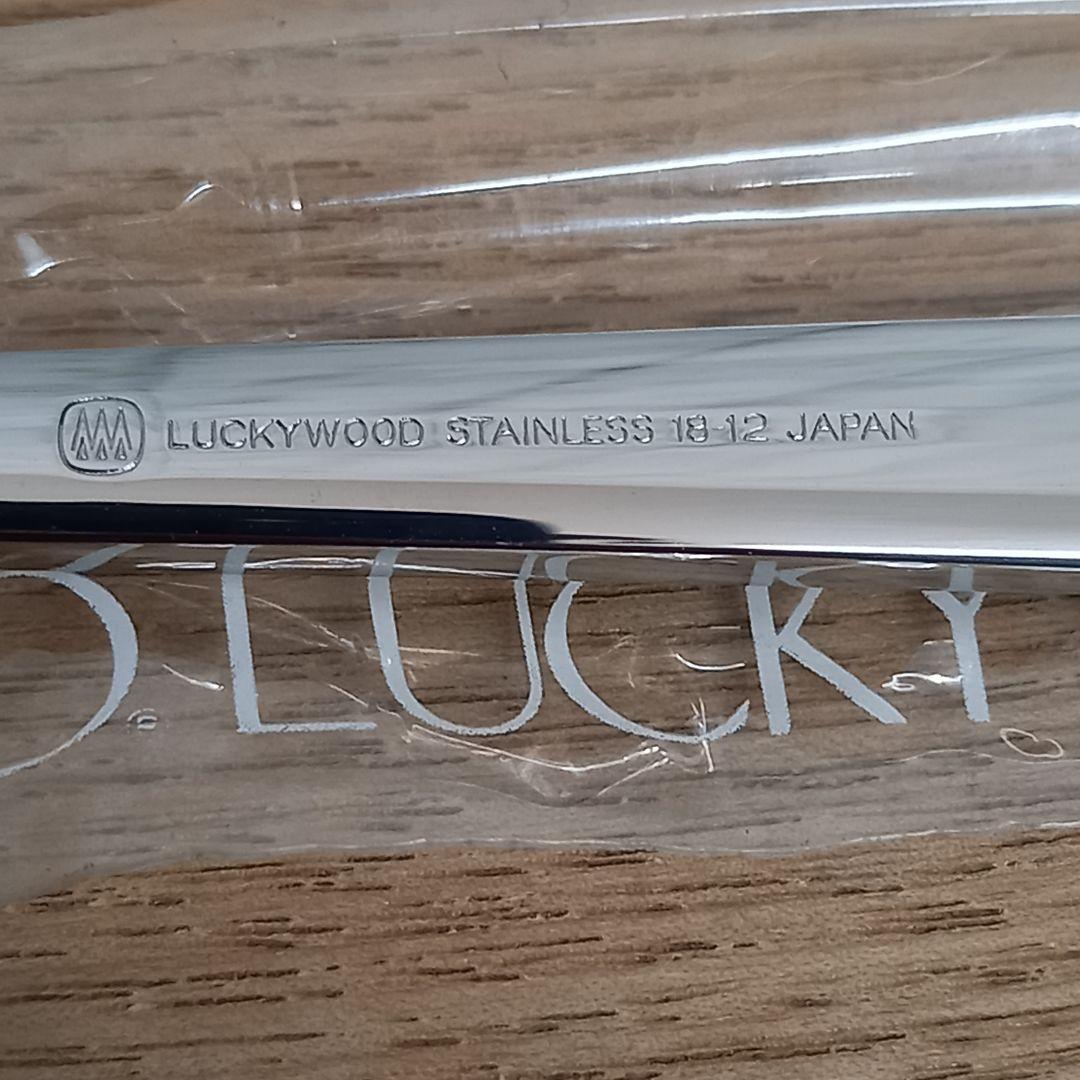 LUCKYWOOD STAINLESS 18-12 JAPAN
D. LUCKY